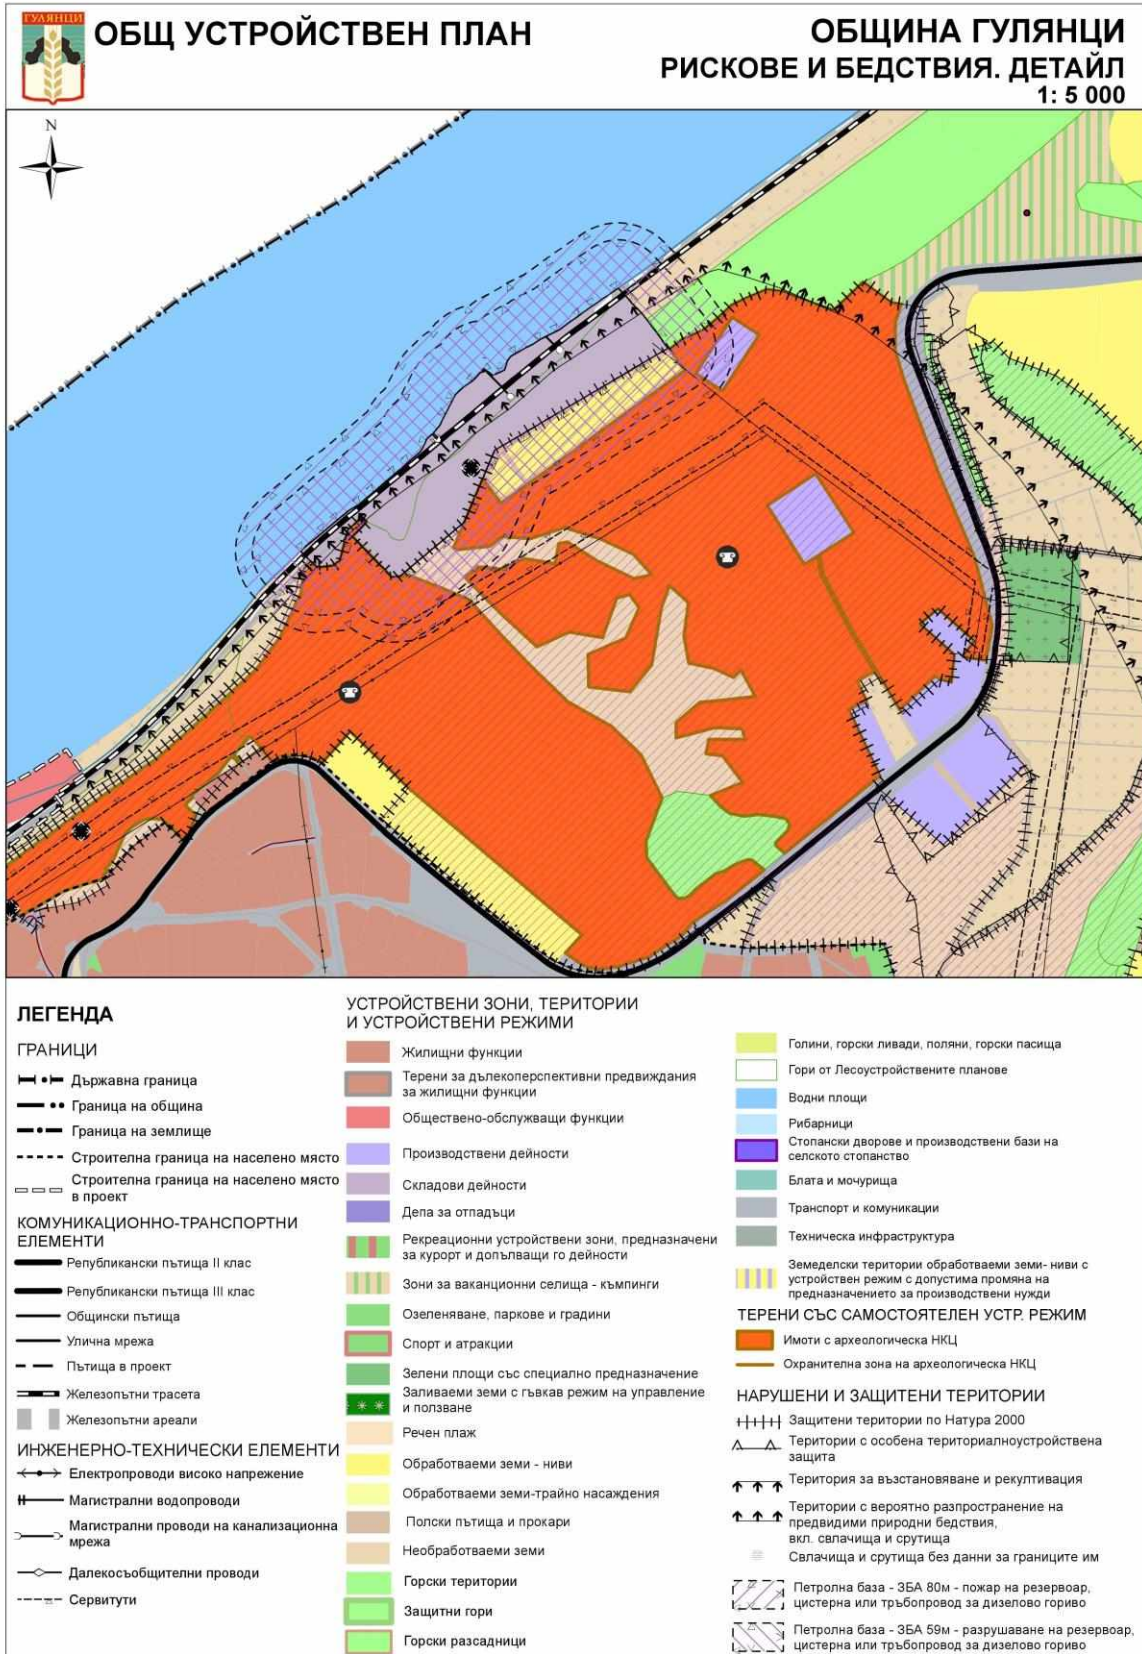 ГУЛЯНЦИ
ОБЩ УСТРОЙСТВЕН ПЛАН
ОБЩИНА ГУЛЯНЦИ
РИСКОВЕ И БЕДСТВИЯ. ДЕТАЙЛ
1: 5 000
N
ЛЕГЕНДА
ГРАНИЦИ
Държавна граница
Граница на община
Граница на землище
Строителна граница на населено място
Строителна граница на населено място
в проект
КОМУНИКАЦИОННО-ТРАНСПОРТНИ
ЕЛЕМЕНТИ
Републикански пътища II клас
Републикански пътища III клас
Общински пътища
Улична мрежа
Пътища в проект
Железопътни трасета
Железопътни ареали
ИНЖЕНЕРНО-ТЕХНИЧЕСКИ ЕЛЕМЕНТИ
Електропроводи високо напрежение
Магистрални водопроводи
Магистрални проводи на канализационна
мрежа
Далекосъобщителни проводи
Сервитути
УСТРОЙСТВЕНИ ЗОНИ, ТЕРИТОРИИ
И УСТРОЙСТВЕНИ РЕЖИМИ
Жилищни функции
Терени за дълекоперспективни предвиждания
за жилищни функции
Обществено-обслужващи функции
Производствени дейности
Складови дейности
Депа за отпадъци
Рекреационни устройствени зони, предназначени
за курорт и допълващи го дейности
Зони за ваканционни селища - къмпинги
Озеленяване, паркове и градини
Спорт и атракции
Зелени площи със специално предназначение
Заливаеми земи с гъвкав режим на управление
и ползване
Речен плаж
Обработваеми земи - ниви
Обработваеми земи-трайно насаждения
Полски пътища и прокари
Необработваеми земи
Горски територии
Защитни гори
Горски разсадници
Голини, горски ливади, поляни, горски пасища
Гори от Лесоустройствените планове
Водни площи
Рибарници
Стопански дворове и производствени бази на
селското стопанство
Блата и мочурища
Транспорт и комуникации
Техническа инфраструктура
Земеделски територии обработваеми земи- ниви с
устройствен режим с допустима промяна на
предназначението за производствени нужди
ТЕРЕНИ СЪС САМОСТОЯТЕЛЕН УСТР. РЕЖИМ
Имоти с археологическа НКЦ
Охранителна зона на археологическа НКЦ
НАРУШЕНИ И ЗАЩИТЕНИ ТЕРИТОРИИ
Защитени територии по Натура 2000
Територии с особена териториалноустройствена
защита
Територия за възстановяване и рекултивация
Територии с вероятно разпространение на
предвидими природни бедствия,
вкл. свлачища и срутища
Свлачища и срутища без данни за границите им
Петролна база - ЗБА 80м - пожар на резервоар,
цистерна или тръбопровод за дизелово гориво
Петролна база - ЗБА 59м - разрушаване на резервоар,
цистерна или тръбопровод за дизелово гориво